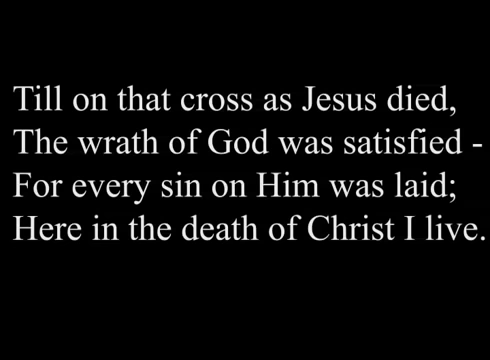 Till on that cross as Jesus died,
The wrath of God was satisfied -
For every sin on Him was laid;
Here in the death of Christ I live.